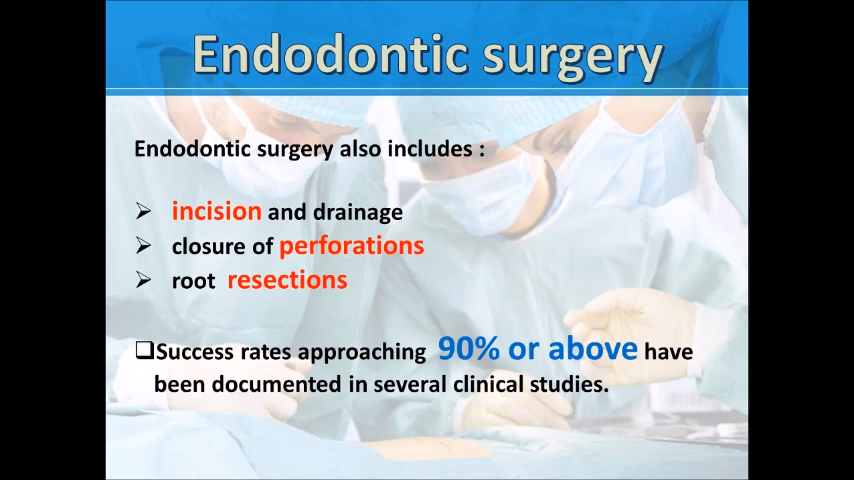 Endodontic surgery
Endodontic surgery also includes :
➢ incision and drainage
➢ closure of perforations
➢ root resections
❑Success rates approaching 90% or above have
been documented in several clinical studies.